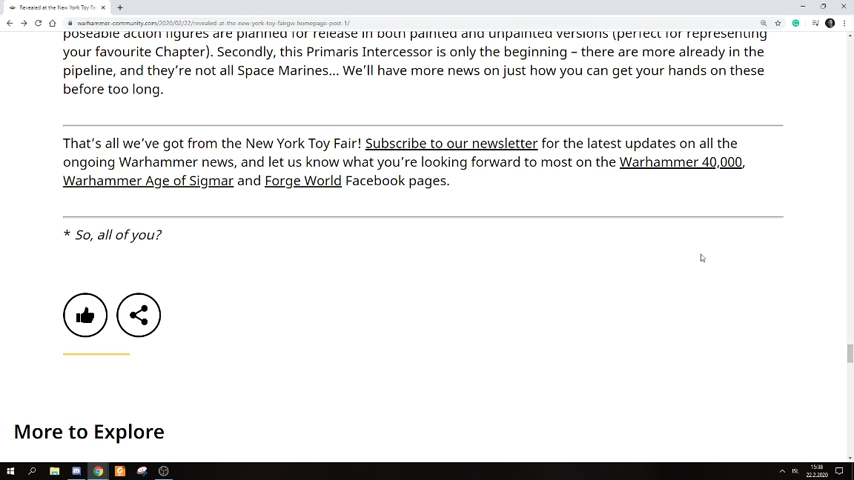 Revealed at the New York Toy Fai
warhammer-community.com/2020/02/22/revealed-at-the-new-york-toy-fairgw-homepage-post-1/
poseable action figures are planned for release in both painted and unpainted versions (perfect for representing
your favourite Chapter). Secondly, this Primaris Intercessor is only the beginning – there are more already in the
pipeline, and they're not all Space Marines... We'll have more news on just how you can get your hands on these
before too long.
That's all we've got from the New York Toy Fair! Subscribe to our newsletter for the latest updates on all the
ongoing Warhammer news, and let us know what you're looking forward to most on the Warhammer 40,000,
Warhammer Age of Sigmar and Forge World Facebook pages.
* So, all of you?
More to Explore
15:38
22.2.2020